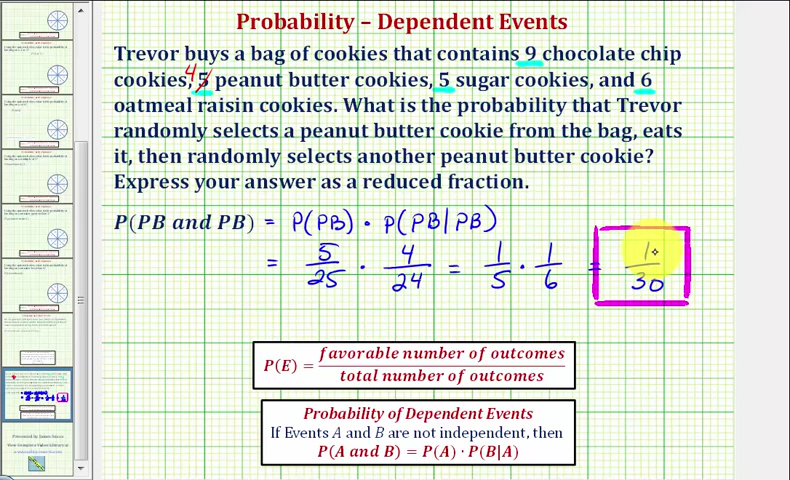 Probability – Dependent Events
Trevor buys a bag of cookies that contains 9 chocolate chip
4
cookies, 5 peanut butter cookies, 5 sugar cookies, and 6
oatmeal raisin cookies. What is the probability that Trevor
randomly selects a peanut butter cookie from the bag, eats
it, then randomly selects another peanut butter cookie?
Express your answer as a reduced fraction.
P(PB and PB) = P(PB) · P(PB|PB)
= 5/25 · 4/24 = 1/5 · 1/6 = 1/30
P(E) = favorable number of outcomes / total number of outcomes
Probability of Dependent Events
If Events A and B are not independent, then
P(A and B) = P(A) · P(B|A)